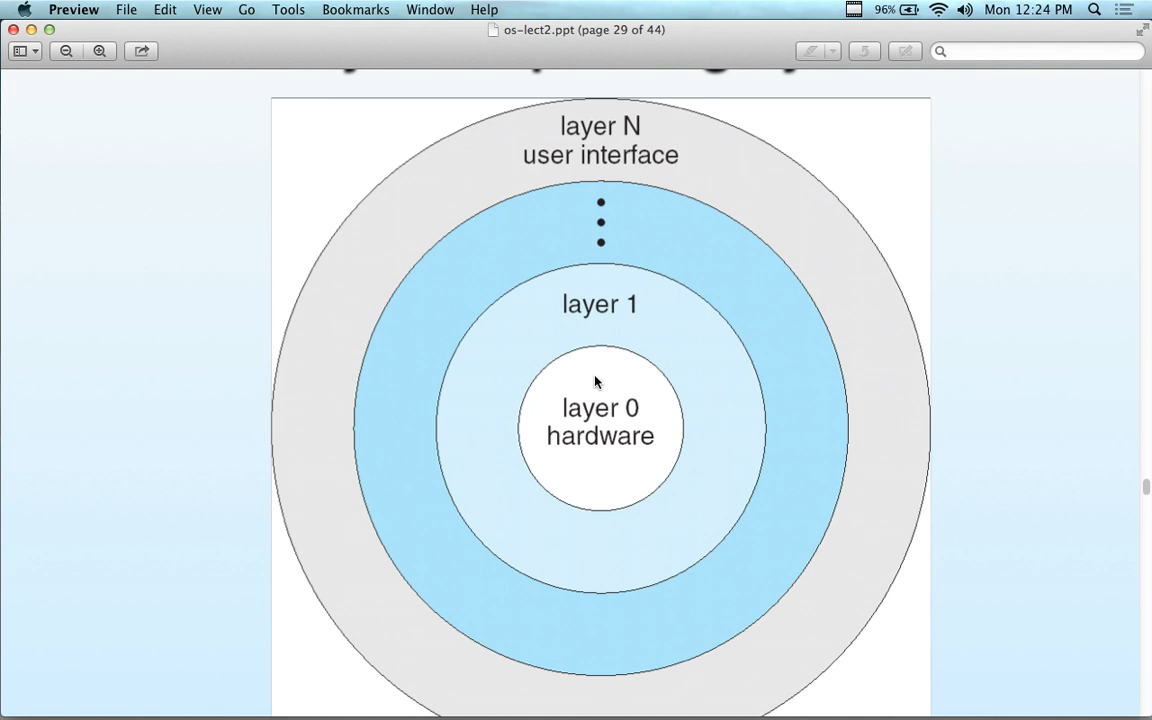 Preview File Edit View Go Tools Bookmarks Window Help 96% Mon 12:24 PM
os-lect2.ppt (page 29 of 44)
layer N
user interface
layer 1
layer 0
hardware